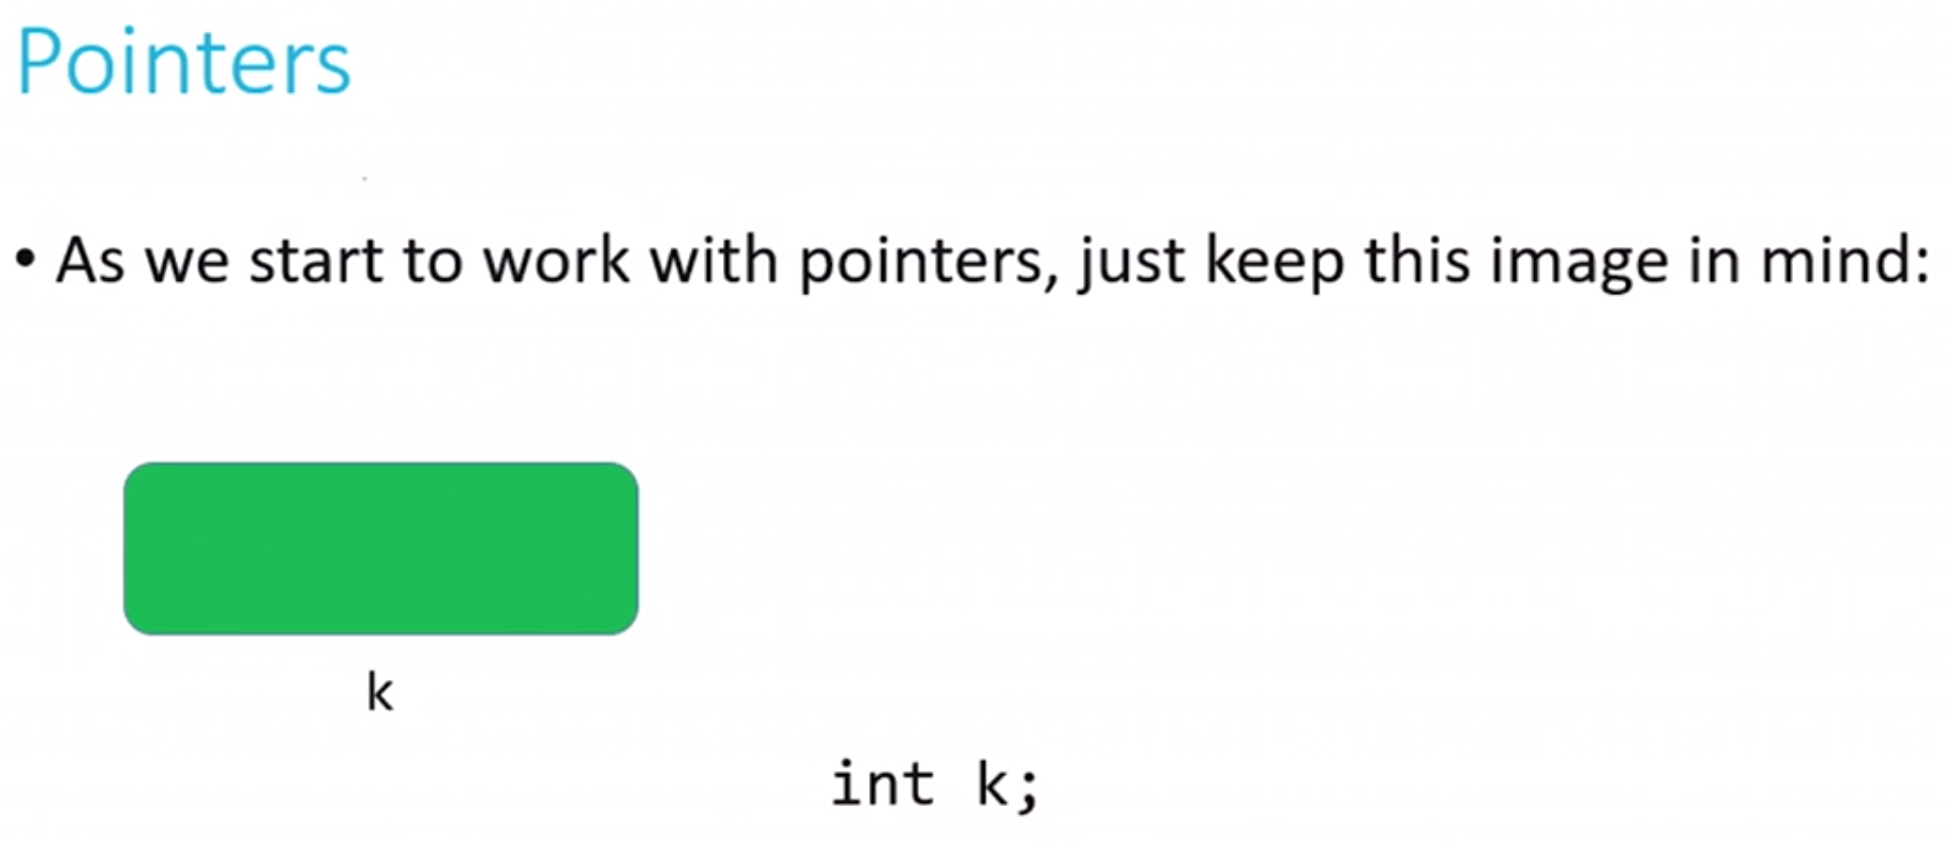 Pointers
• As we start to work with pointers, just keep this image in mind:
k
int k;